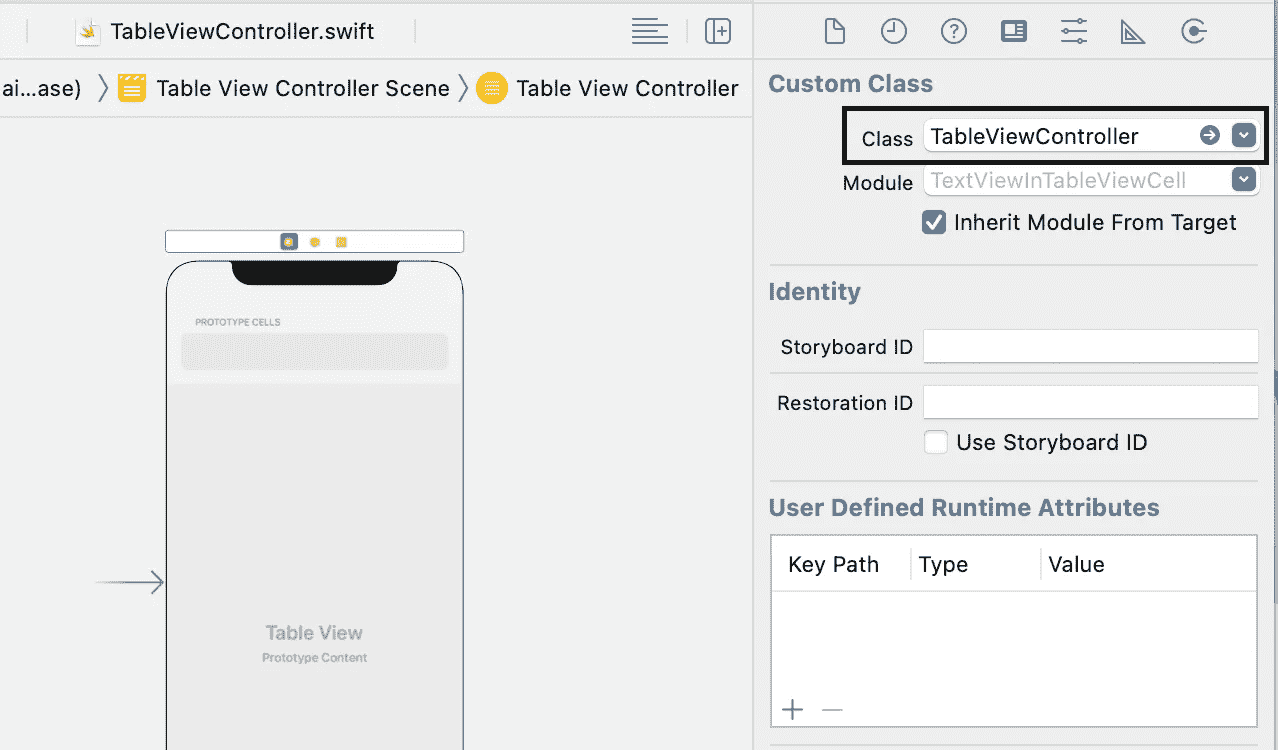 TableViewController.swift
ai...ase) Table View Controller Scene Table View Controller
PROTOTYPE CELLS
Table View
Prototype Content
Custom Class
Class TableViewController
Module TextViewInTableViewCell
Inherit Module From Target
Identity
Storyboard ID
Restoration ID
Use Storyboard ID
User Defined Runtime Attributes
Key Path Type Value